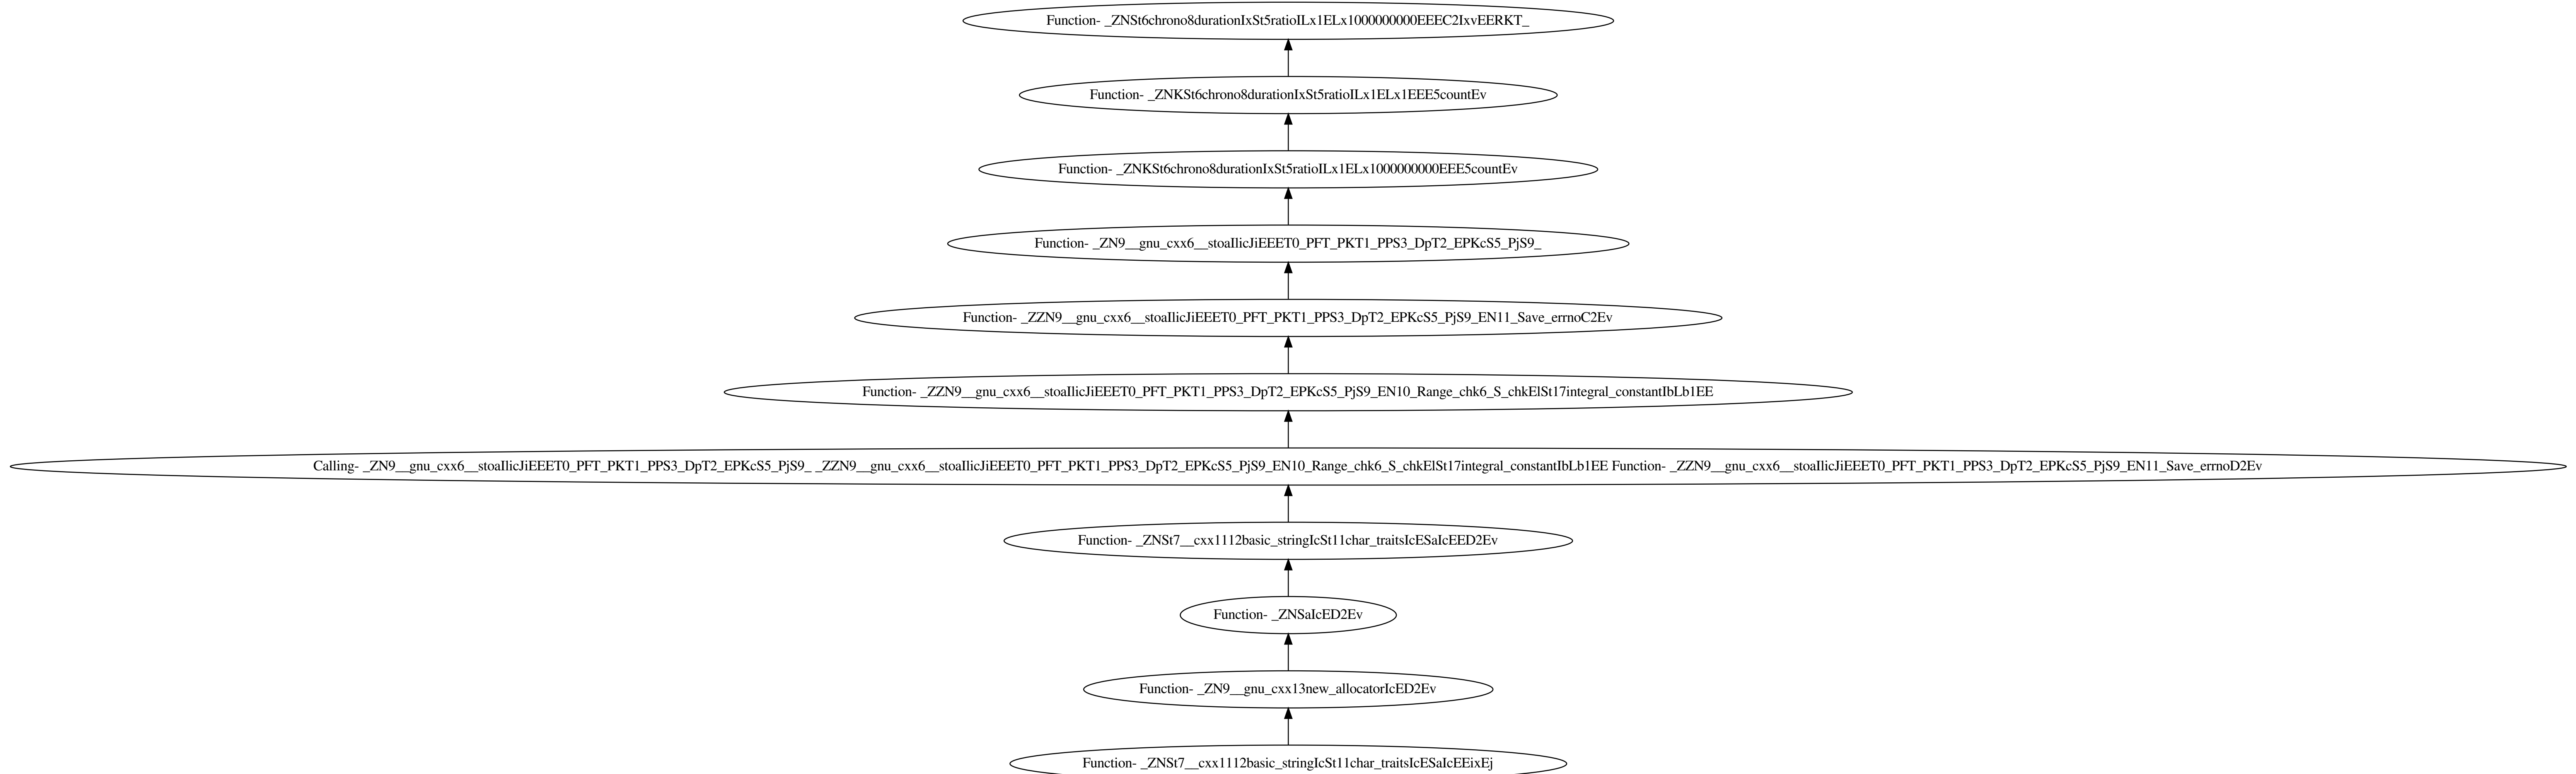 Function- _ZNSt6chrono8durationIxSt5ratioILx1ELx1000000000EEEC2IxvEERKT_
Function- _ZNKSt6chrono8durationIxSt5ratioILx1ELx1EEE5countEv
Function- _ZNKSt6chrono8durationIxSt5ratioILx1ELx1000000000EEE5countEv
Function- _ZN9__gnu_cxx6__stoaIlicJiEEET0_PFT_PKT1_PPS3_DpT2_EPKcS5_PjS9_
Function- _ZZN9__gnu_cxx6__stoaIlicJiEEET0_PFT_PKT1_PPS3_DpT2_EPKcS5_PjS9_EN11_Save_errnoC2Ev
Function- _ZZN9__gnu_cxx6__stoaIlicJiEEET0_PFT_PKT1_PPS3_DpT2_EPKcS5_PjS9_EN10_Range_chk6_S_chkElSt17integral_constantIbLb1EE
Calling- _ZN9__gnu_cxx6__stoaIlicJiEEET0_PFT_PKT1_PPS3_DpT2_EPKcS5_PjS9_ _ZZN9__gnu_cxx6__stoaIlicJiEEET0_PFT_PKT1_PPS3_DpT2_EPKcS5_PjS9_EN10_Range_chk6_S_chkElSt17integral_constantIbLb1EE Function- _ZZN9__gnu_cxx6__stoaIlicJiEEET0_PFT_PKT1_PPS3_DpT2_EPKcS5_PjS9_EN11_Save_errnoD2Ev
Function- _ZNSt7__cxx1112basic_stringIcSt11char_traitsIcESaIcEED2Ev
Function- _ZNSaIcED2Ev
Function- _ZN9__gnu_cxx13new_allocatorIcED2Ev
Function- _ZNSt7__cxx1112basic_stringIcSt11char_traitsIcESaIcEEixEj